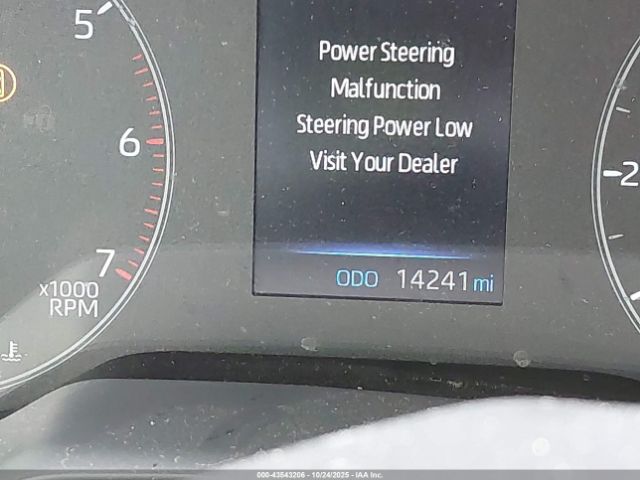 5
6
7
x1000
RPM
Power Steering
Malfunction
Steering Power Low
Visit Your Dealer
ODO 14241 mi
000-43543206 - 10/24/2025 - IAA Inc.